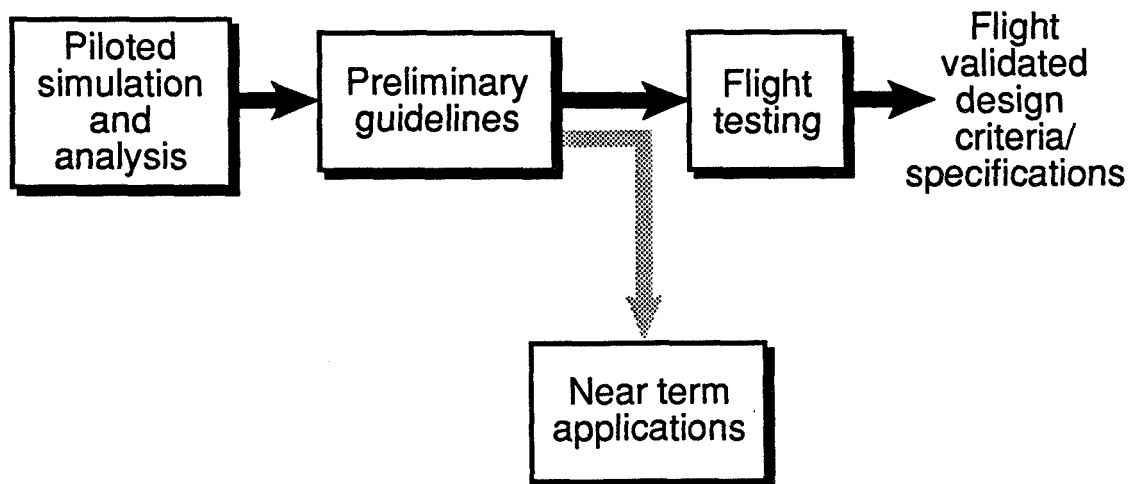 Piloted
simulation
and
analysis
Preliminary
guidelines
Flight
testing
Flight
validated
design
criteria/
specifications
Near term
applications